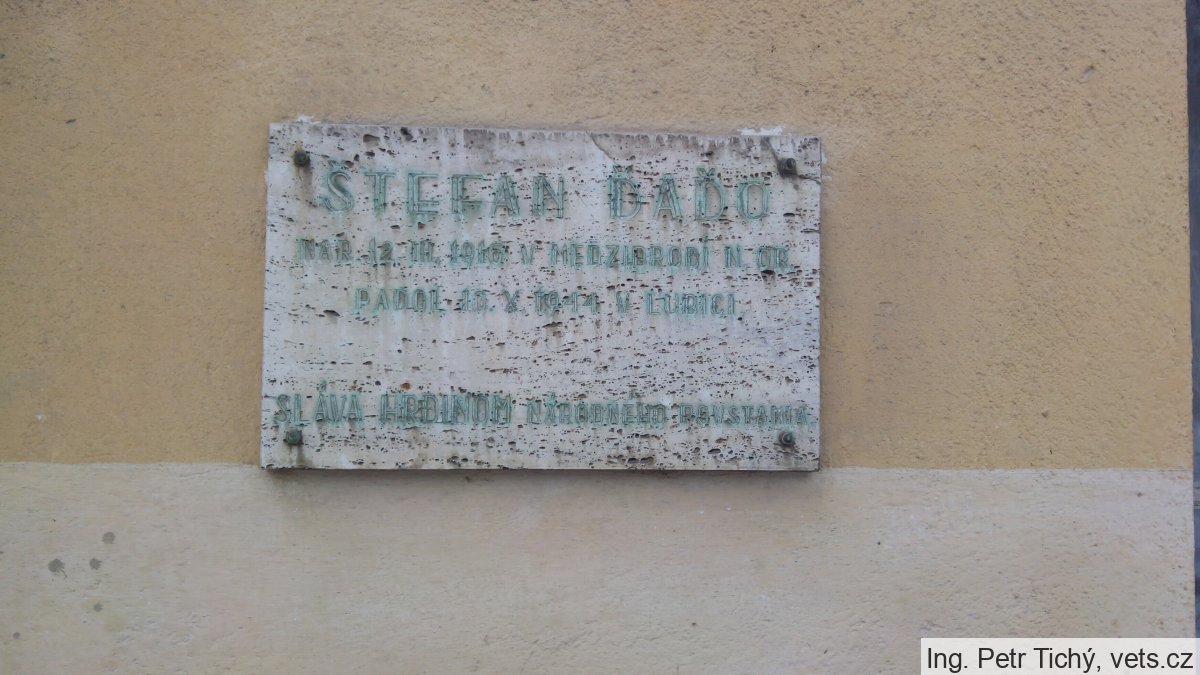 ŠTEFAN ĎAĎO
NAR. 12. III. 1916 V MEDZIBRODÍ N. OR.
PADOL 10. X. 1944 V ĽUBICI.
SLÁVA HRDINOM NÁRODNÉHO POVSTANIA.
Ing. Petr Tichý, vets.cz